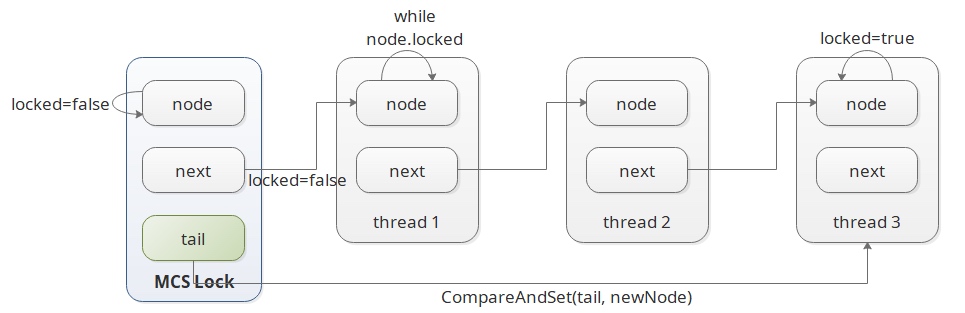 while
node.locked
locked=true
locked=false
node
node
node
node
next
locked=false
next
next
next
tail
thread 1
thread 2
thread 3
MCS Lock
CompareAndSet(tail, newNode)